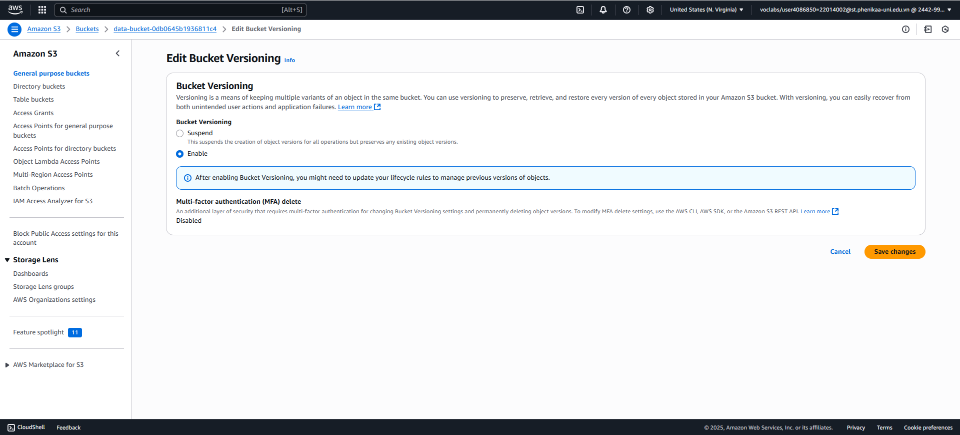 aws
Search
[Alt+S]
United States (N. Virginia)
voclabs/user4086850=22014002@st.phenikaa-uni.edu.vn @ 2442-99...
Amazon S3
Buckets
data-bucket-0db0645b1936811c4
Edit Bucket Versioning
Amazon S3
General purpose buckets
Directory buckets
Table buckets
Access Grants
Access Points for general purpose
buckets
Access Points for directory buckets
Object Lambda Access Points
Multi-Region Access Points
Batch Operations
IAM Access Analyzer for S3
Block Public Access settings for this
account
Storage Lens
Dashboards
Storage Lens groups
AWS Organizations settings
Feature spotlight 11
AWS Marketplace for S3
Edit Bucket Versioning Info
Bucket Versioning
Versioning is a means of keeping multiple variants of an object in the same bucket. You can use versioning to preserve, retrieve, and restore every version of every object stored in your Amazon S3 bucket. With versioning, you can easily recover from
both unintended user actions and application failures. Learn more
Bucket Versioning
Suspend
This suspends the creation of object versions for all operations but preserves any existing object versions.
Enable
After enabling Bucket Versioning, you might need to update your lifecycle rules to manage previous versions of objects.
Multi-factor authentication (MFA) delete
An additional layer of security that requires multi-factor authentication for changing Bucket Versioning settings and permanently deleting object versions. To modify MFA delete settings, use the AWS CLI, AWS SDK, or the Amazon S3 REST API. Learn more
Disabled
Cancel
Save changes
CloudShell
Feedback
© 2025, Amazon Web Services, Inc. or its affiliates.
Privacy
Terms
Cookie preferences